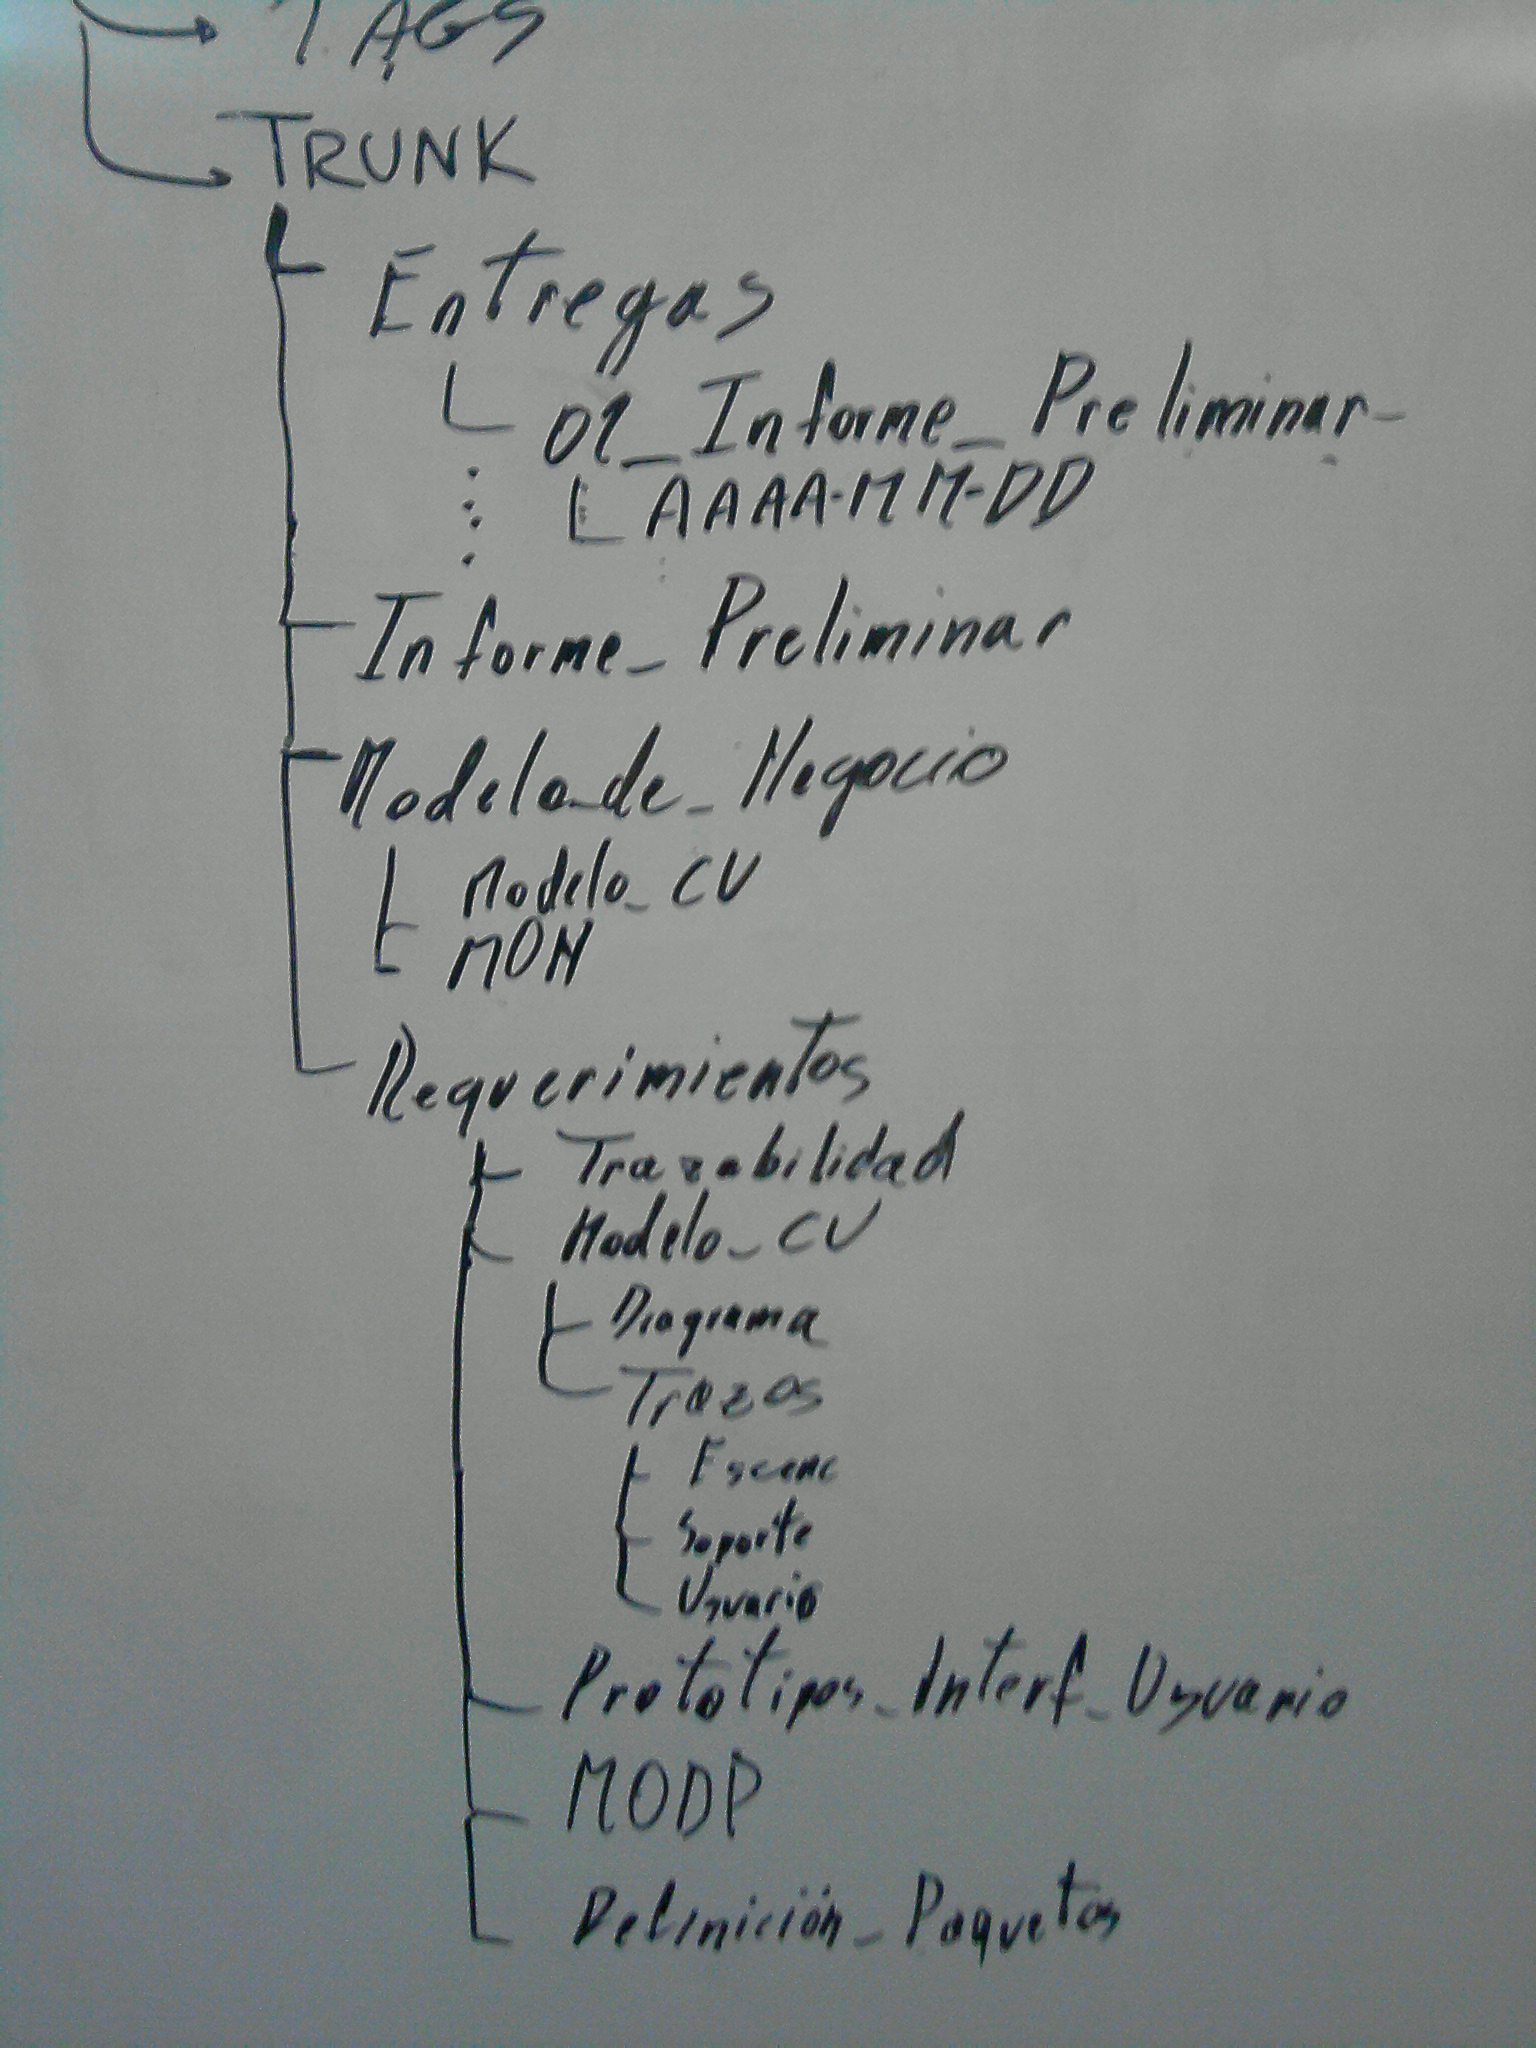 TAGS
TRUNK
Entregas
01_Informe_Preliminar-
AAAA-MM-DD
Informe_Preliminar
Modelo_de_Negocio
Modelo_CU
MON
Requerimientos
Trazabilidad
Modelo_CU
Diagrama
Trazos
Esenc
Soporte
Usuario
Prototipos_Interf_Usuario
MODP
Definición_Paquetes